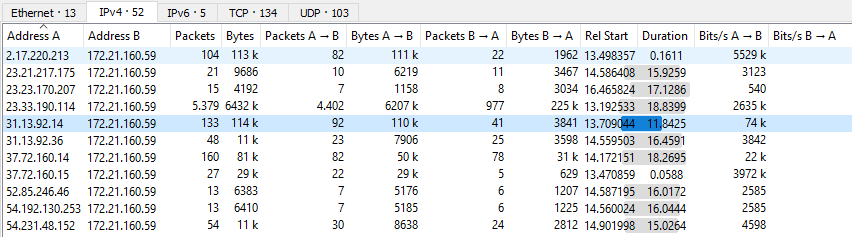 Ethernet · 13 IPv4 · 52 IPv6 · 5 TCP · 134 UDP · 103
Address A Address B Packets Bytes Packets A → B Bytes A → B Packets B → A Bytes B → A Rel Start Duration Bits/s A → B Bits/s B → A
2.17.220.213 172.21.160.59 104 113 k 82 111 k 22 1962 13.498357 0.1611 5529 k
23.21.217.175 172.21.160.59 21 9686 10 6219 11 3467 14.586408 15.9259 3123
23.23.170.207 172.21.160.59 15 4192 7 1158 8 3034 16.465824 17.1286 540
23.33.190.114 172.21.160.59 5.379 6432 k 4.402 6207 k 977 225 k 13.192533 18.8399 2635 k
31.13.92.14 172.21.160.59 133 114 k 92 110 k 41 3841 13.709044 11.8425 74 k
31.13.92.36 172.21.160.59 48 11 k 23 7906 25 3598 14.559503 16.4591 3842
37.72.160.14 172.21.160.59 160 81 k 82 50 k 78 31 k 14.172151 18.2695 22 k
37.72.160.15 172.21.160.59 27 29 k 22 29 k 5 629 13.470859 0.0588 3972 k
52.85.246.46 172.21.160.59 13 6383 7 5176 6 1207 14.587195 16.0172 2585
54.192.130.253 172.21.160.59 13 6410 7 5185 6 1225 14.560024 16.0444 2585
54.231.48.152 172.21.160.59 54 11 k 30 8638 24 2812 14.901998 15.0264 4598